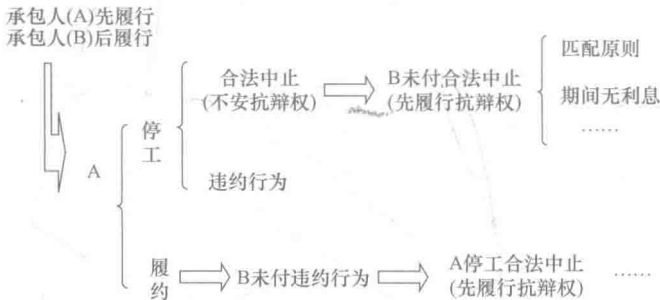 承包人(A)先履行
承包人(B)后履行
A
停工
合法中止
(不安抗辩权)
B未付合法中止
(先履行抗辩权)
匹配原则
期间无利息
……
违约行为
履约
B未付违约行为
A停工合法中止
(先履行抗辩权)
……